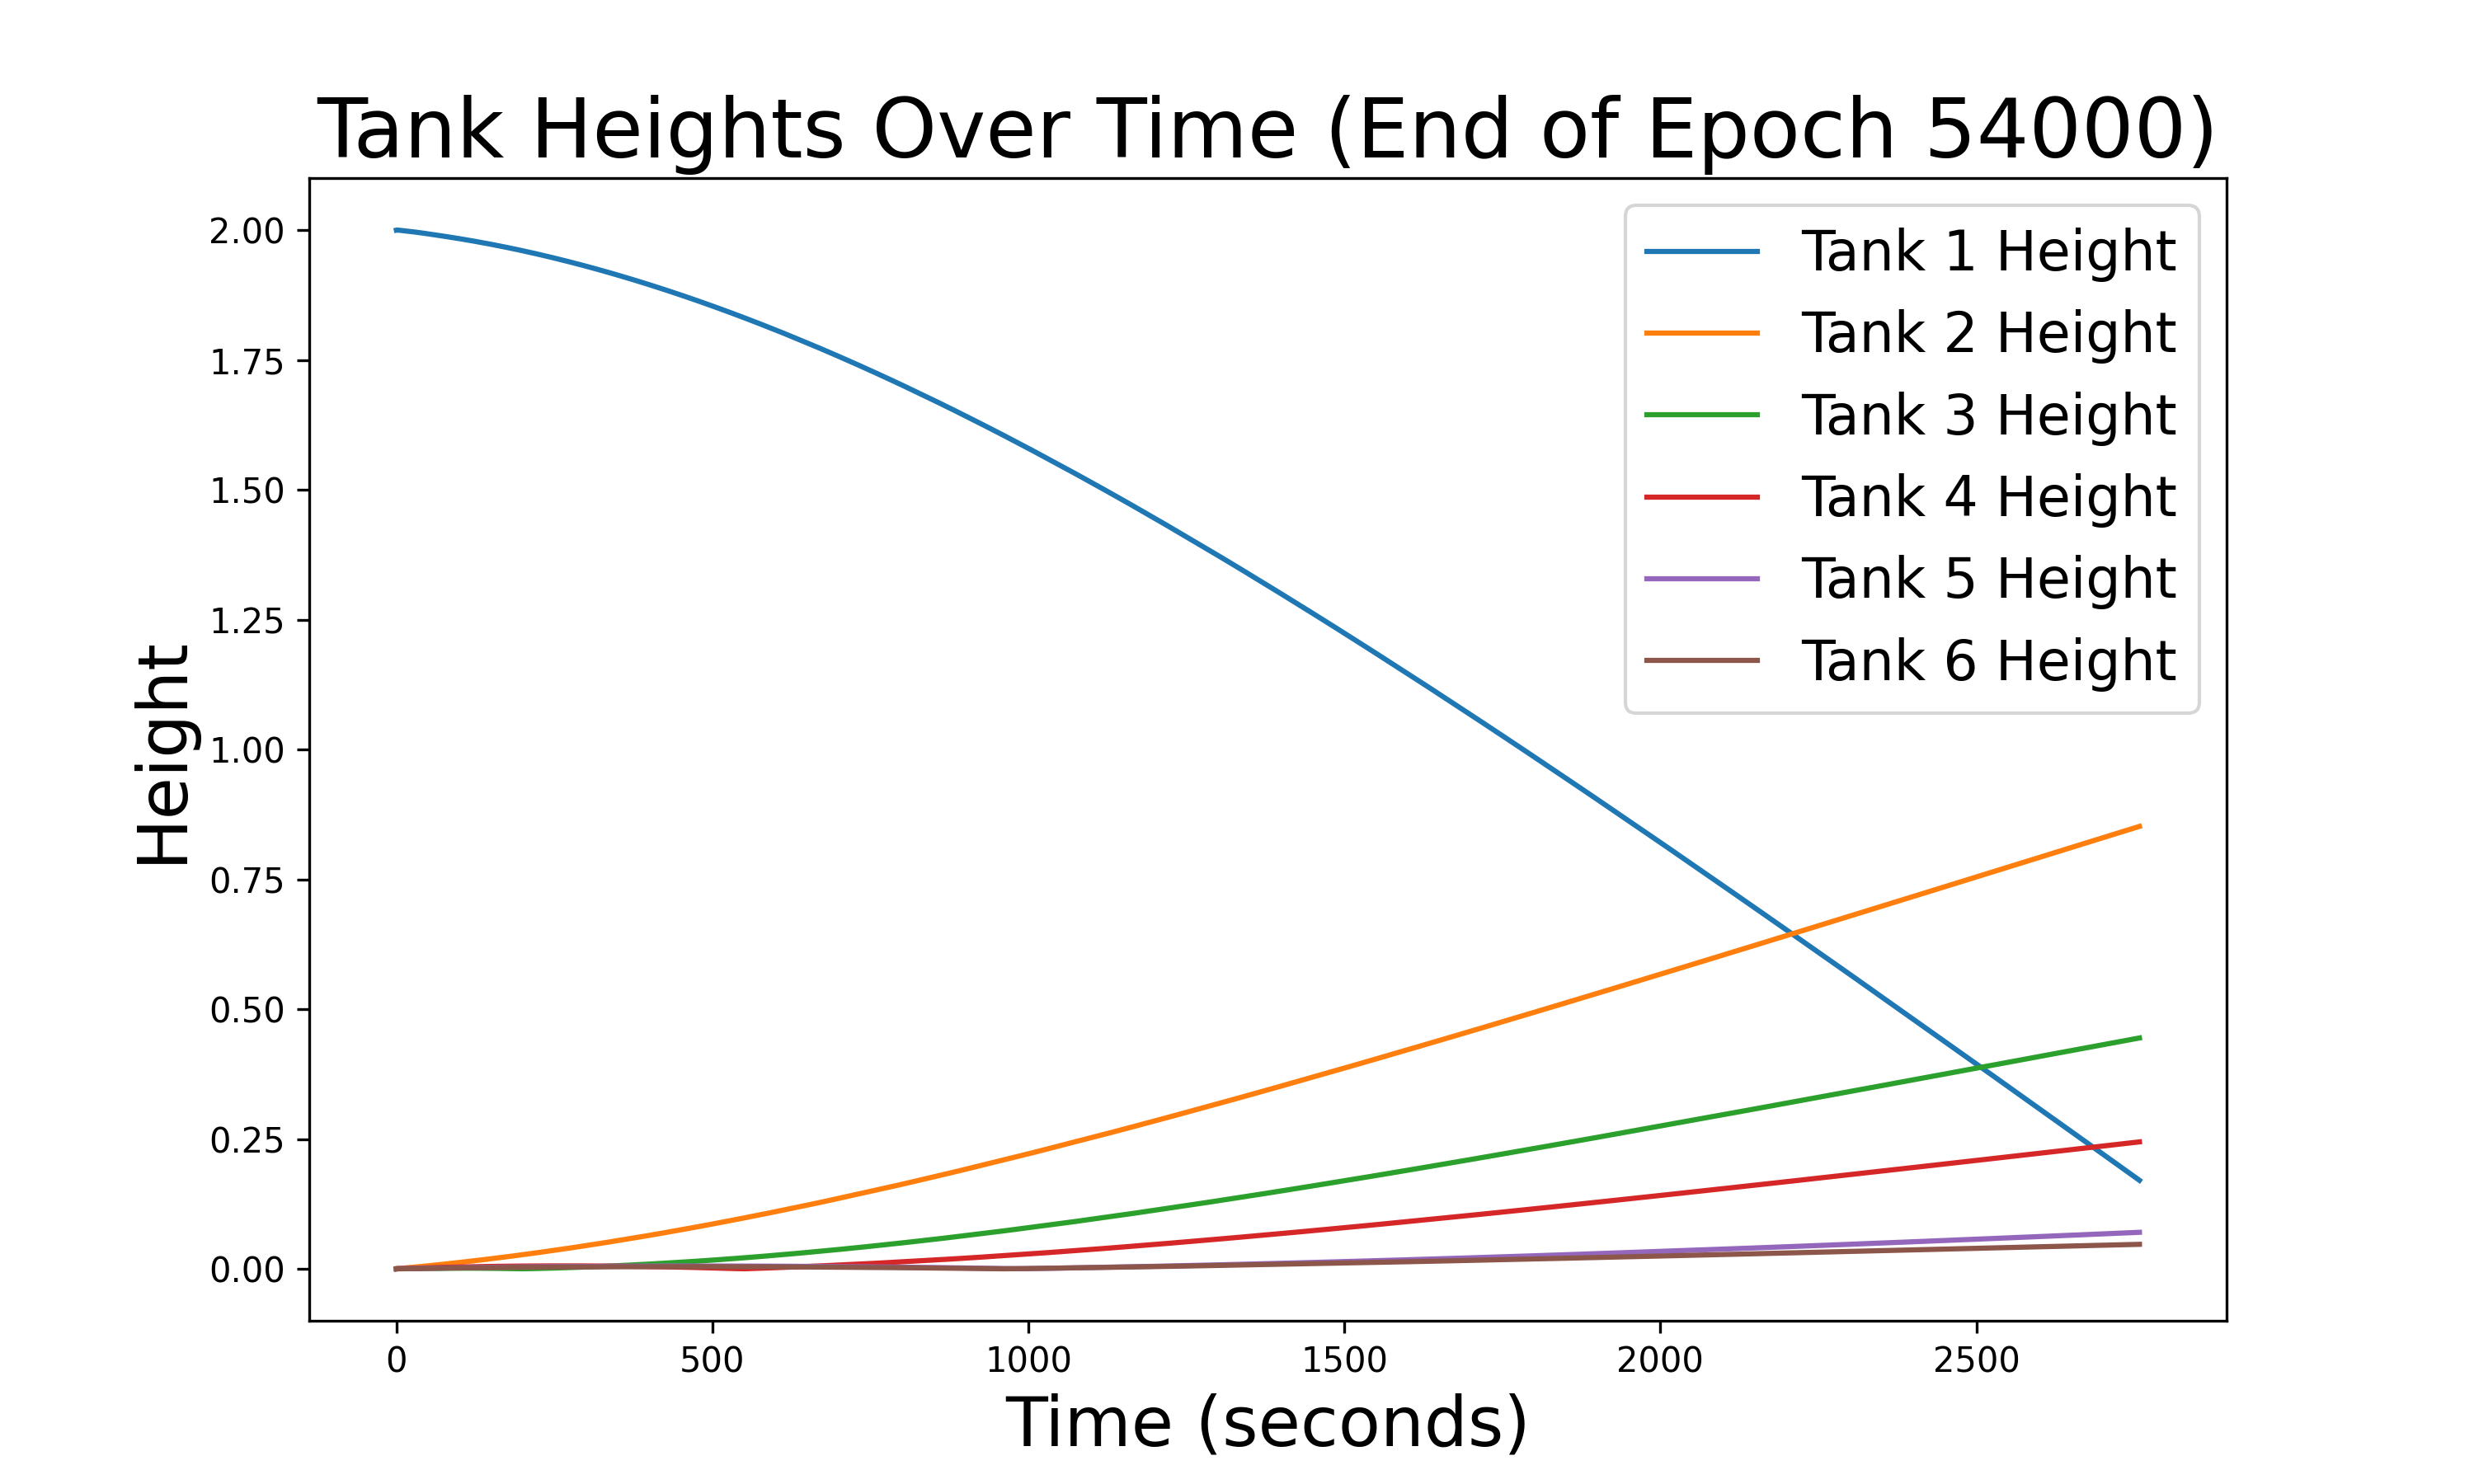 Tank Heights Over Time (End of Epoch 54000)
Height
2.00
1.75
1.50
1.25
1.00
0.75
0.50
0.25
0.00
Tank 1 Height
Tank 2 Height
Tank 3 Height
Tank 4 Height
Tank 5 Height
Tank 6 Height
0 500 1000 1500 2000 2500
Time (seconds)